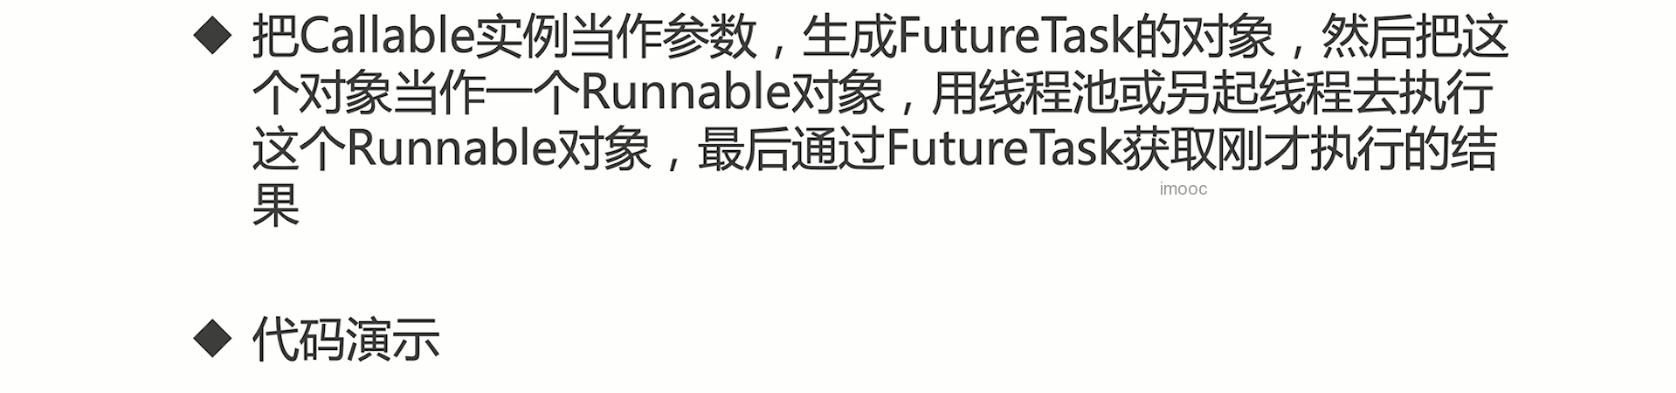 ◆ 把Callable实例当作参数，生成FutureTask的对象，然后把这
个对象当作一个Runnable对象，用线程池或另起线程去执行
这个Runnable对象，最后通过FutureTask获取刚才执行的结
果
imooc
◆ 代码演示